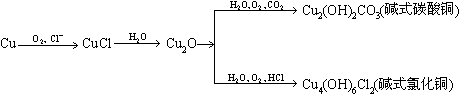 H₂O、O₂、CO₂ Cu₂(OH)₂CO₃(碱式碳酸铜)
Cu O₂、Cl⁻ CuCl H₂O Cu₂O
H₂O、O₂、HCl Cu₄(OH)₆Cl₂(碱式氯化铜)